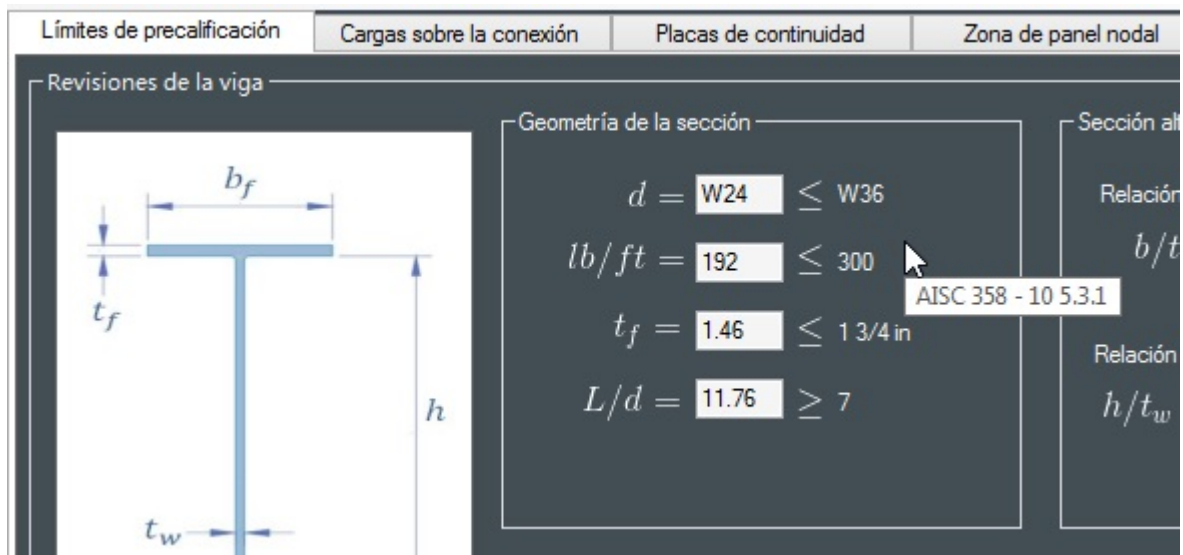 Límites de precalificación
Cargas sobre la conexión
Placas de continuidad
Zona de panel nodal
Revisiones de la viga
b_f
t_f
h
t_w
Geometría de la sección
d = W24 ≤ W36
lb/ft = 192 ≤ 300
AISC 358 - 10 5.3.1
t_f = 1.46 ≤ 1 3/4 in
L/d = 11.76 ≥ 7
Sección
Relación
b/t
Relación
h/t_w